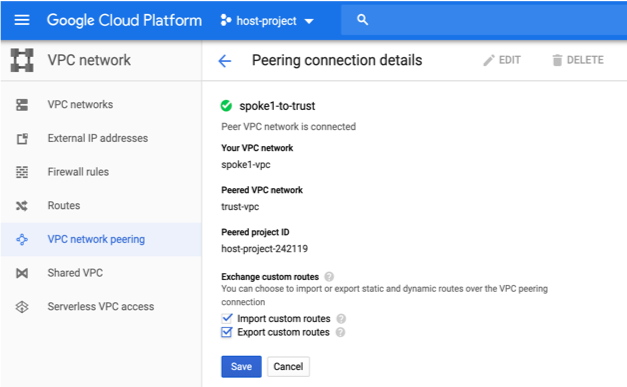 Google Cloud Platform
host-project
VPC network
Peering connection details
EDIT
DELETE
VPC networks
External IP addresses
Firewall rules
Routes
VPC network peering
Shared VPC
Serverless VPC access
spoke1-to-trust
Peer VPC network is connected
Your VPC network
spoke1-vpc
Peered VPC network
trust-vpc
Peered project ID
host-project-242119
Exchange custom routes
You can choose to import or export static and dynamic routes over the VPC peering
connection
Import custom routes
Export custom routes
Save
Cancel